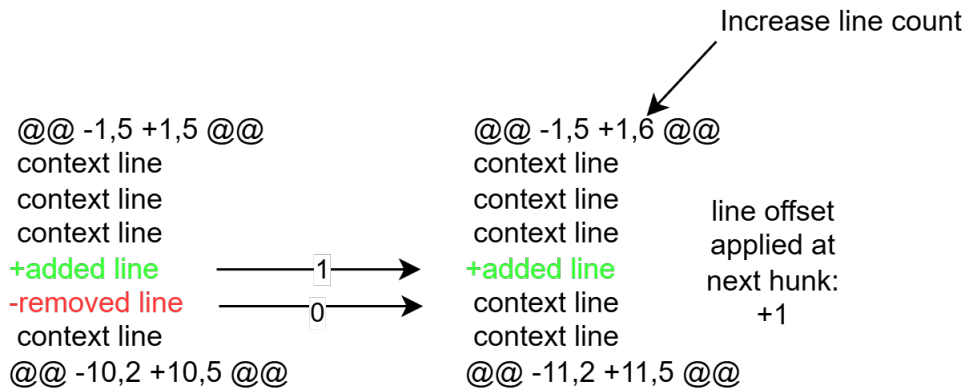 Increase line count
@@ -1,5 +1,5 @@
context line
context line
context line
+added line
-removed line
context line
@@ -10,2 +10,5 @@
1
0
@@ -1,5 +1,6 @@
context line
context line
context line
+added line
context line
context line
@@ -11,2 +11,5 @@
line offset
applied at
next hunk:
+1